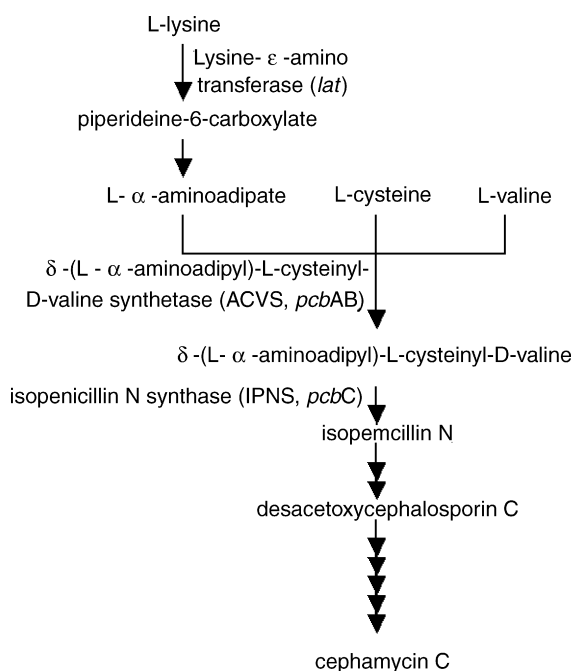 L-lysine
Lysine- ε -amino
transferase (lat)
piperideine-6-carboxylate
L- α -aminoadipate
L-cysteine
L-valine
δ -(L - α -aminoadipyl)-L-cysteinyl-
D-valine synthetase (ACVS, pcbAB)
δ -(L- α -aminoadipyl)-L-cysteinyl-D-valine
isopenicillin N synthase (IPNS, pcbC)
isopemcillin N
desacetoxycephalosporin C
cephamycin C